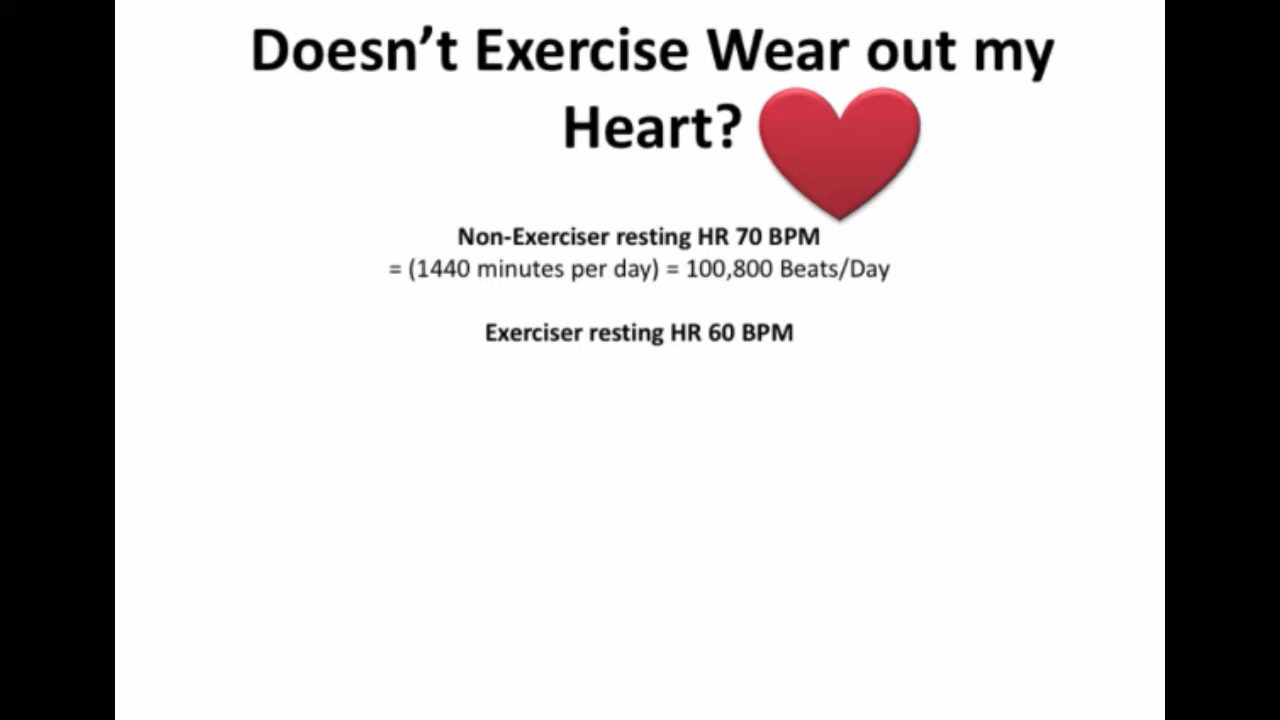 Doesn’t Exercise Wear out my
Heart?
Non-Exerciser resting HR 70 BPM
= (1440 minutes per day) = 100,800 Beats/Day
Exerciser resting HR 60 BPM